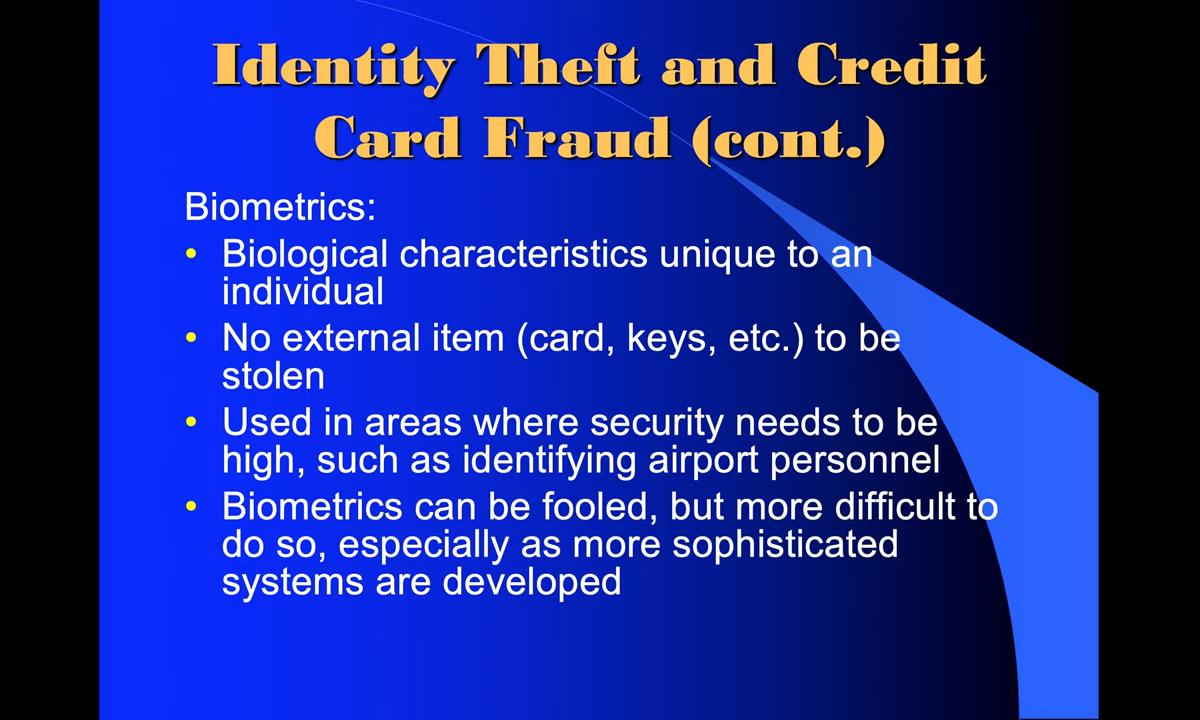 Identity Theft and Credit
Card Fraud (cont.)
Biometrics:
• Biological characteristics unique to an
individual
• No external item (card, keys, etc.) to be
stolen
• Used in areas where security needs to be
high, such as identifying airport personnel
• Biometrics can be fooled, but more difficult to
do so, especially as more sophisticated
systems are developed